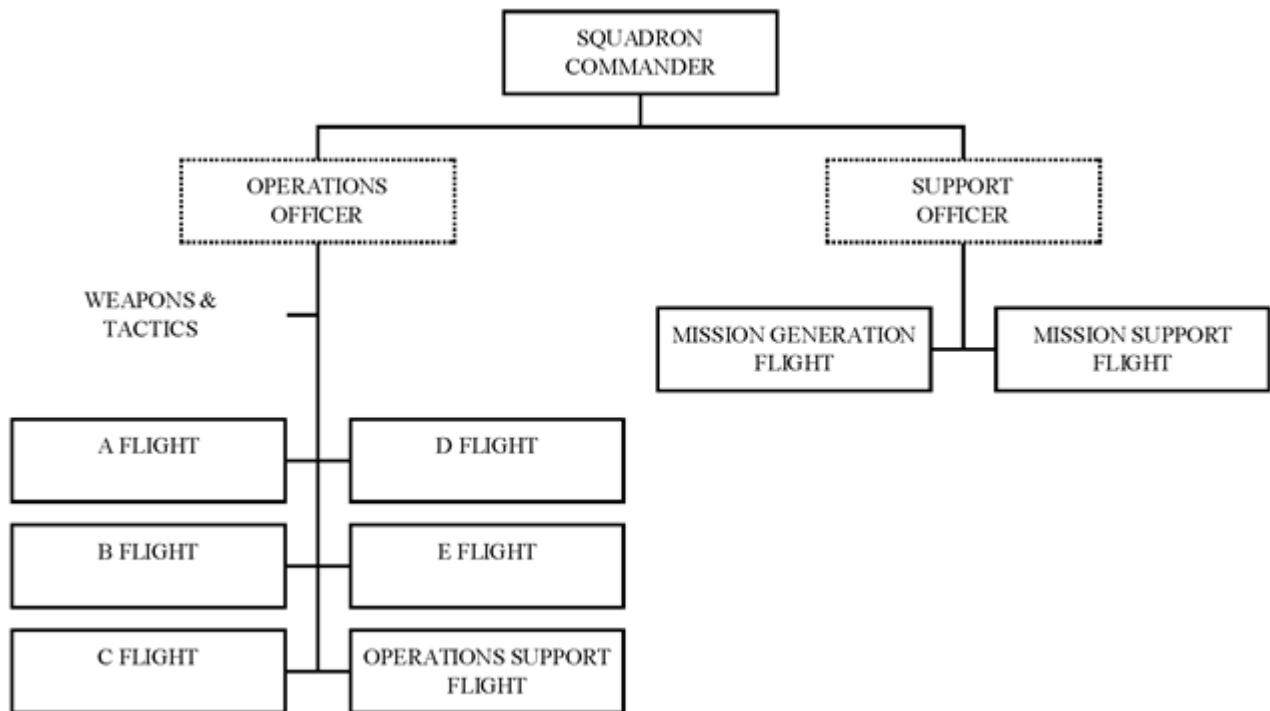 SQUADRON
COMMANDER
OPERATIONS
OFFICER
SUPPORT
OFFICER
WEAPONS &
TACTICS
MISSION GENERATION
FLIGHT
MISSION SUPPORT
FLIGHT
A FLIGHT
D FLIGHT
B FLIGHT
E FLIGHT
C FLIGHT
OPERATIONS SUPPORT
FLIGHT